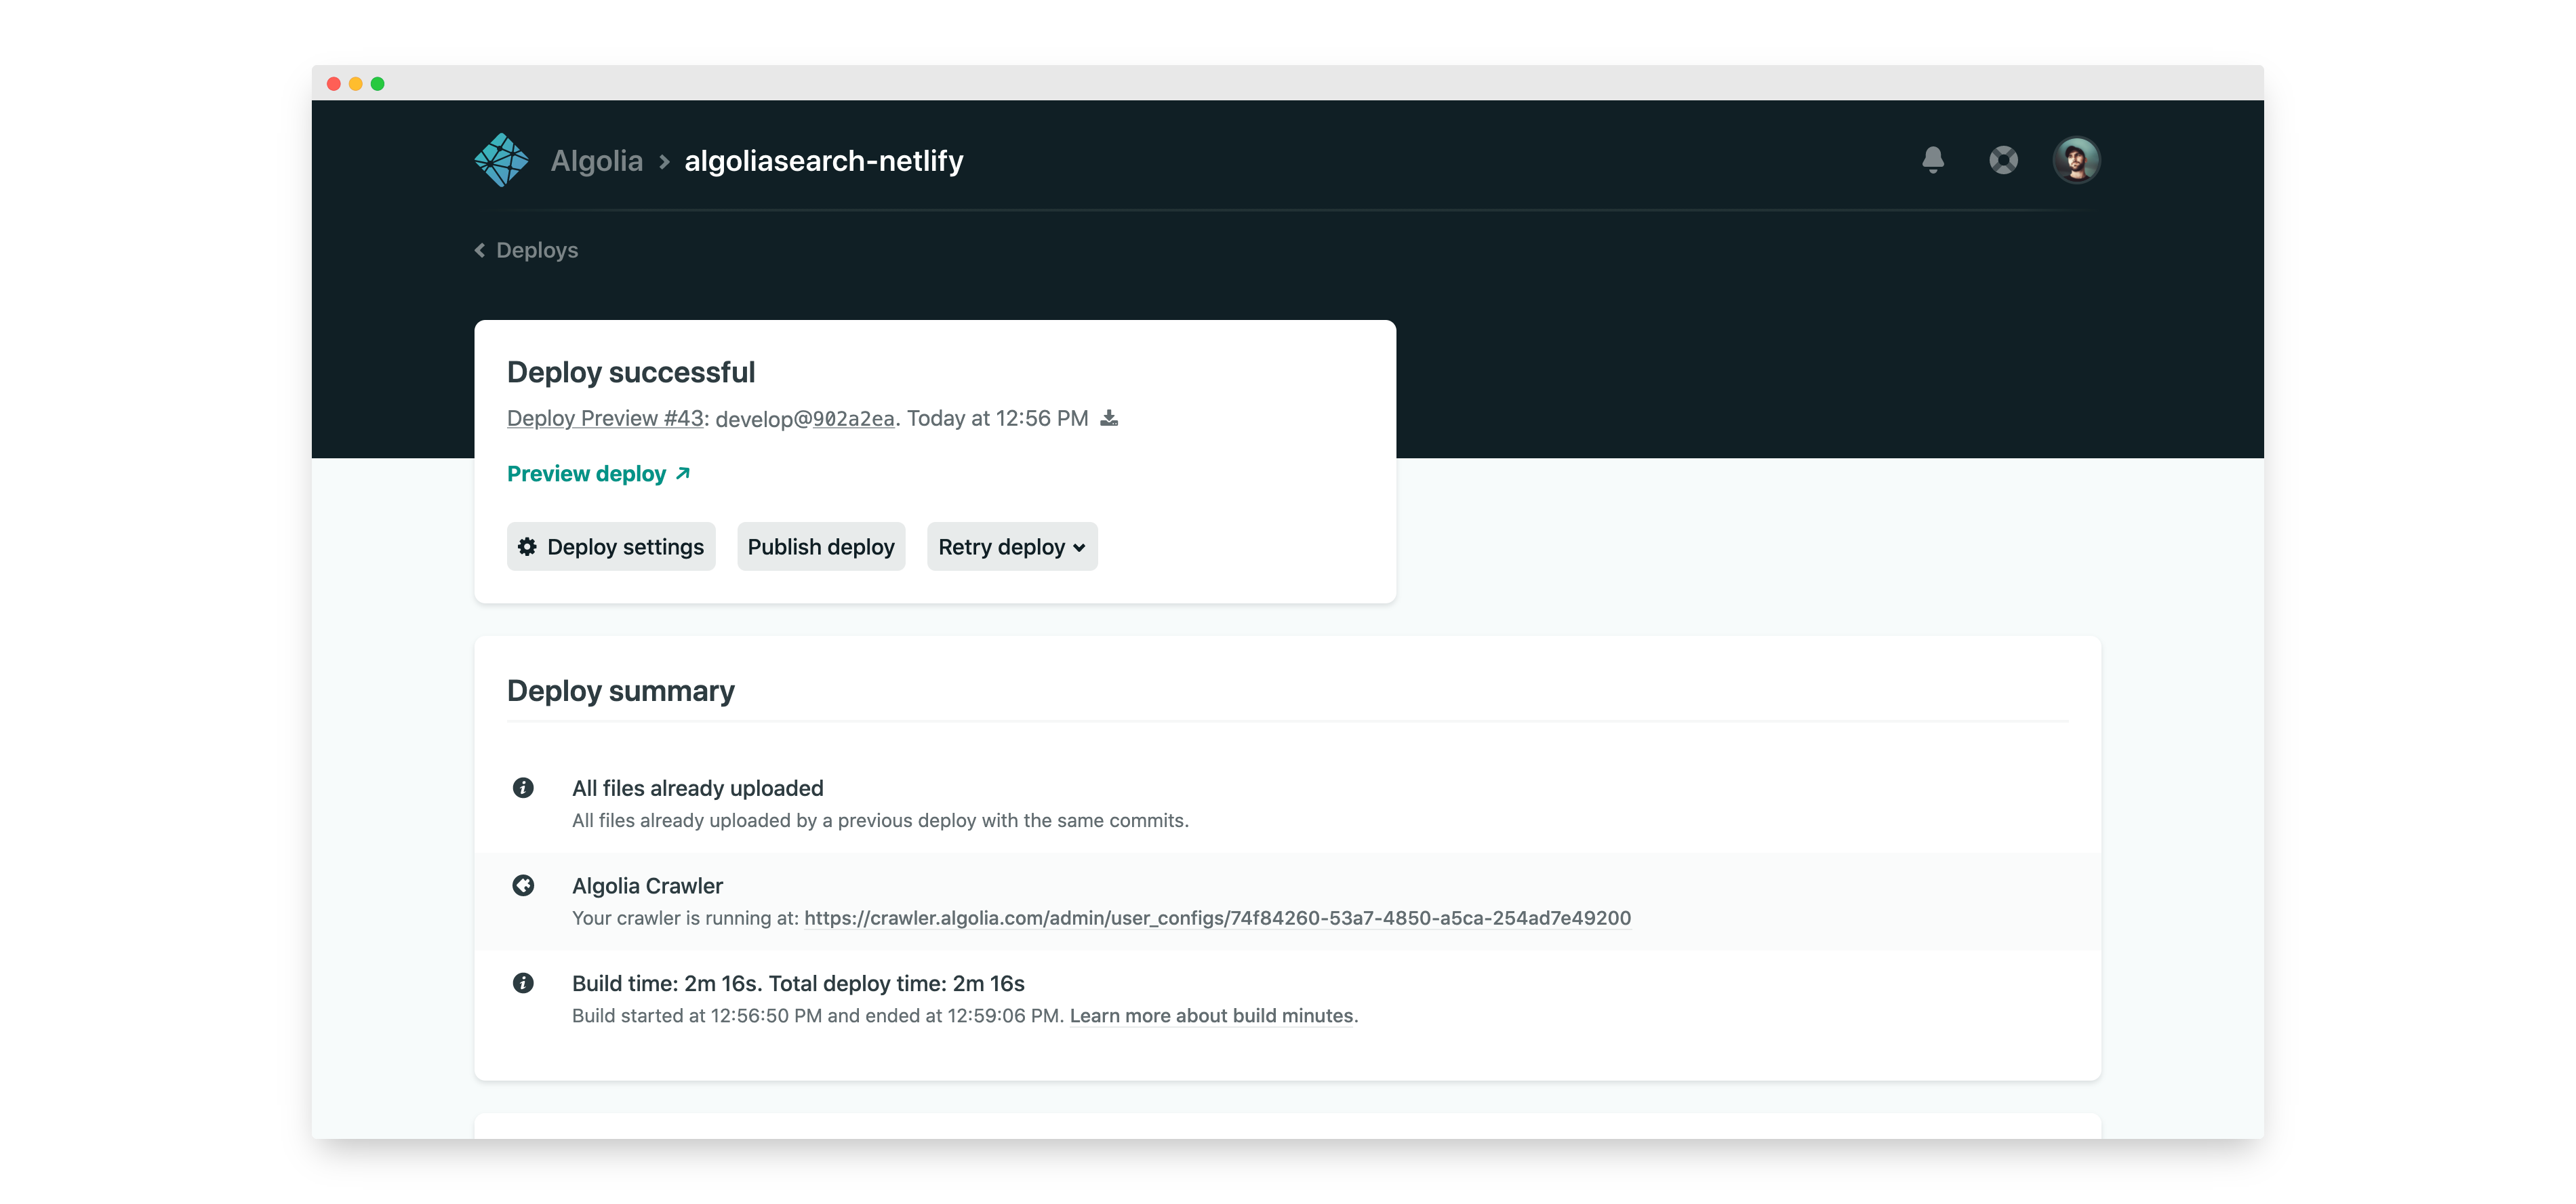 Algolia > algoliasearch-netlify
Deploys
Deploy successful
Deploy Preview #43: develop@902a2ea. Today at 12:56 PM
Preview deploy ↗
Deploy settings
Publish deploy
Retry deploy
Deploy summary
All files already uploaded
All files already uploaded by a previous deploy with the same commits.
Algolia Crawler
Your crawler is running at: https://crawler.algolia.com/admin/user_configs/74f84260-53a7-4850-a5ca-254ad7e49200
Build time: 2m 16s. Total deploy time: 2m 16s
Build started at 12:56:50 PM and ended at 12:59:06 PM. Learn more about build minutes.